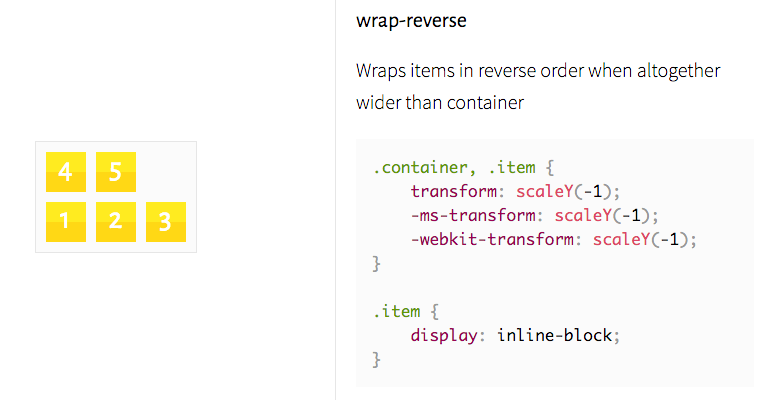 4 5
1 2 3
wrap-reverse
Wraps items in reverse order when altogether
wider than container
.container, .item {
    transform: scaleY(-1);
    -ms-transform: scaleY(-1);
    -webkit-transform: scaleY(-1);
}

.item {
    display: inline-block;
}